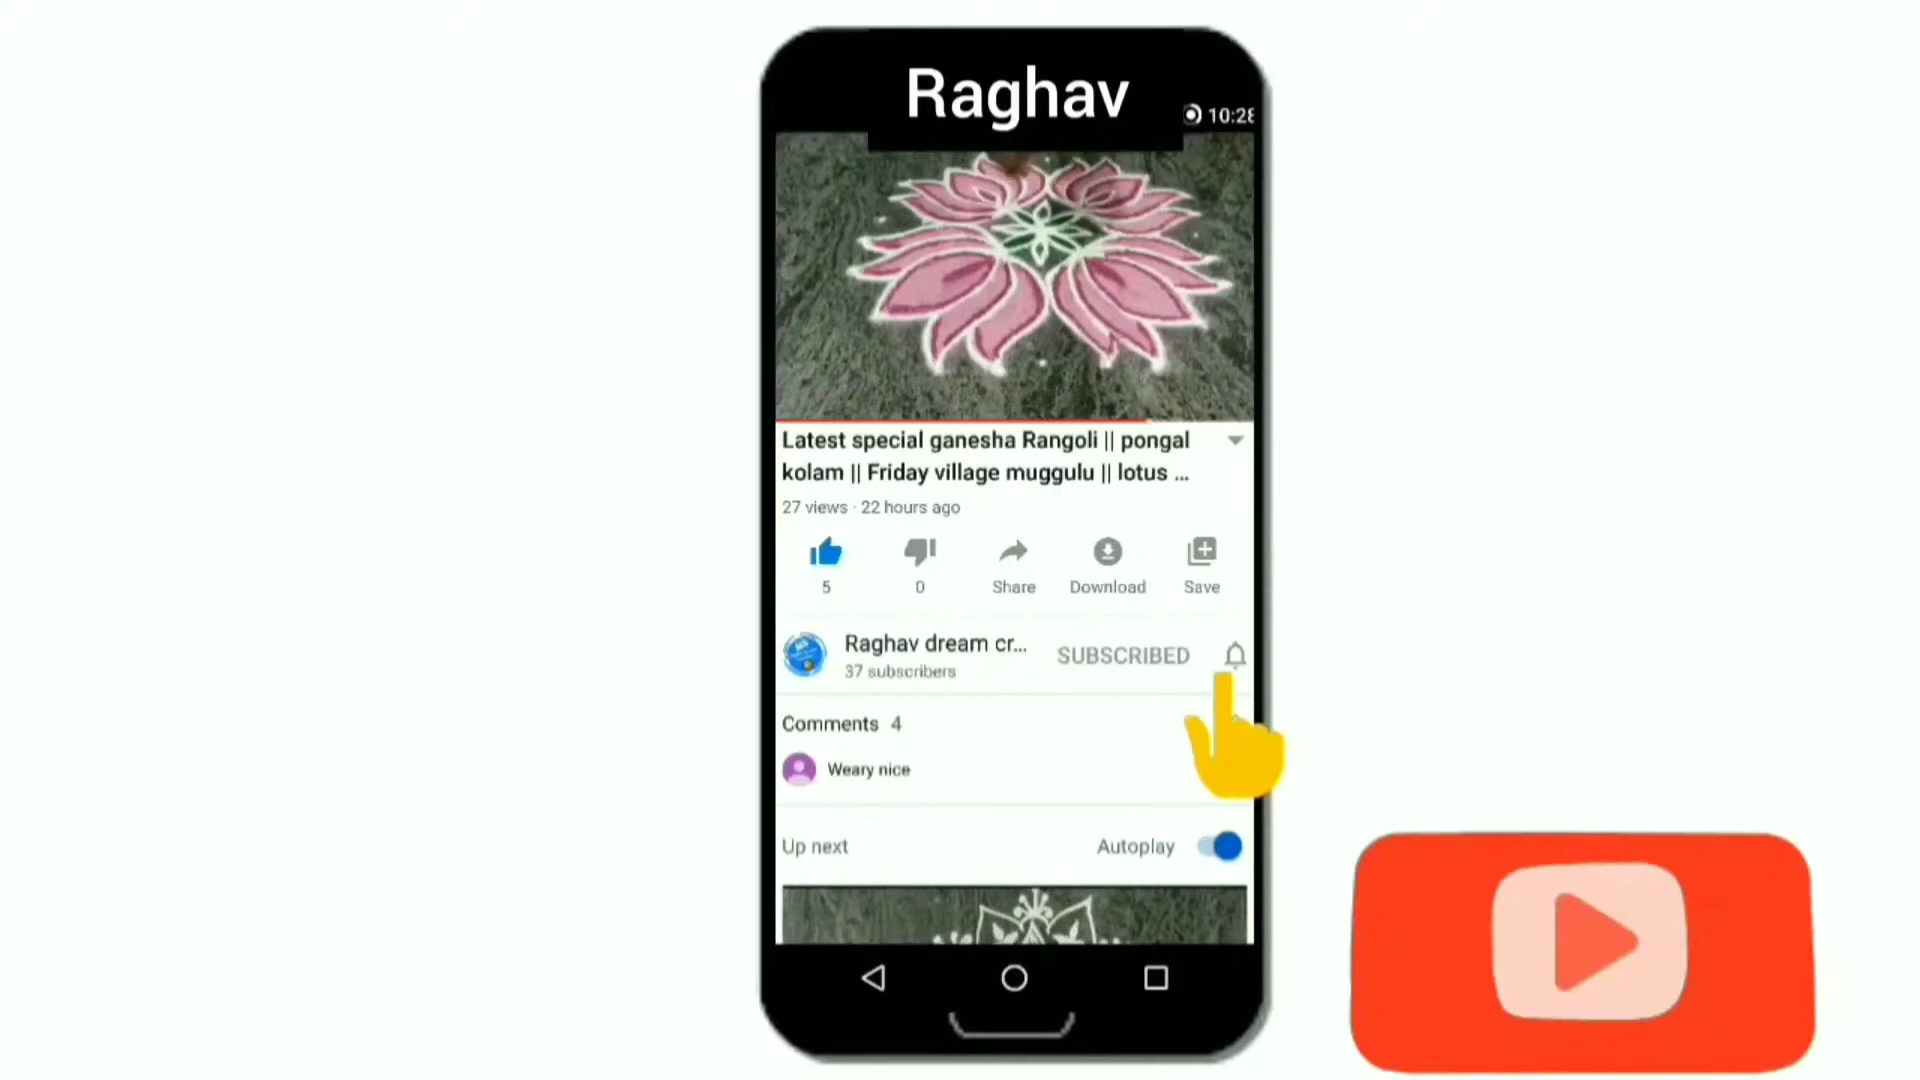 Raghav
10:28
Latest special ganesha Rangoli || pongal
kolam || Friday village muggulu || lotus ...
27 views · 22 hours ago
5
0
Share
Download
Save
Raghav dream cr...
37 subscribers
SUBSCRIBED
Comments 4
Weary nice
Up next
Autoplay